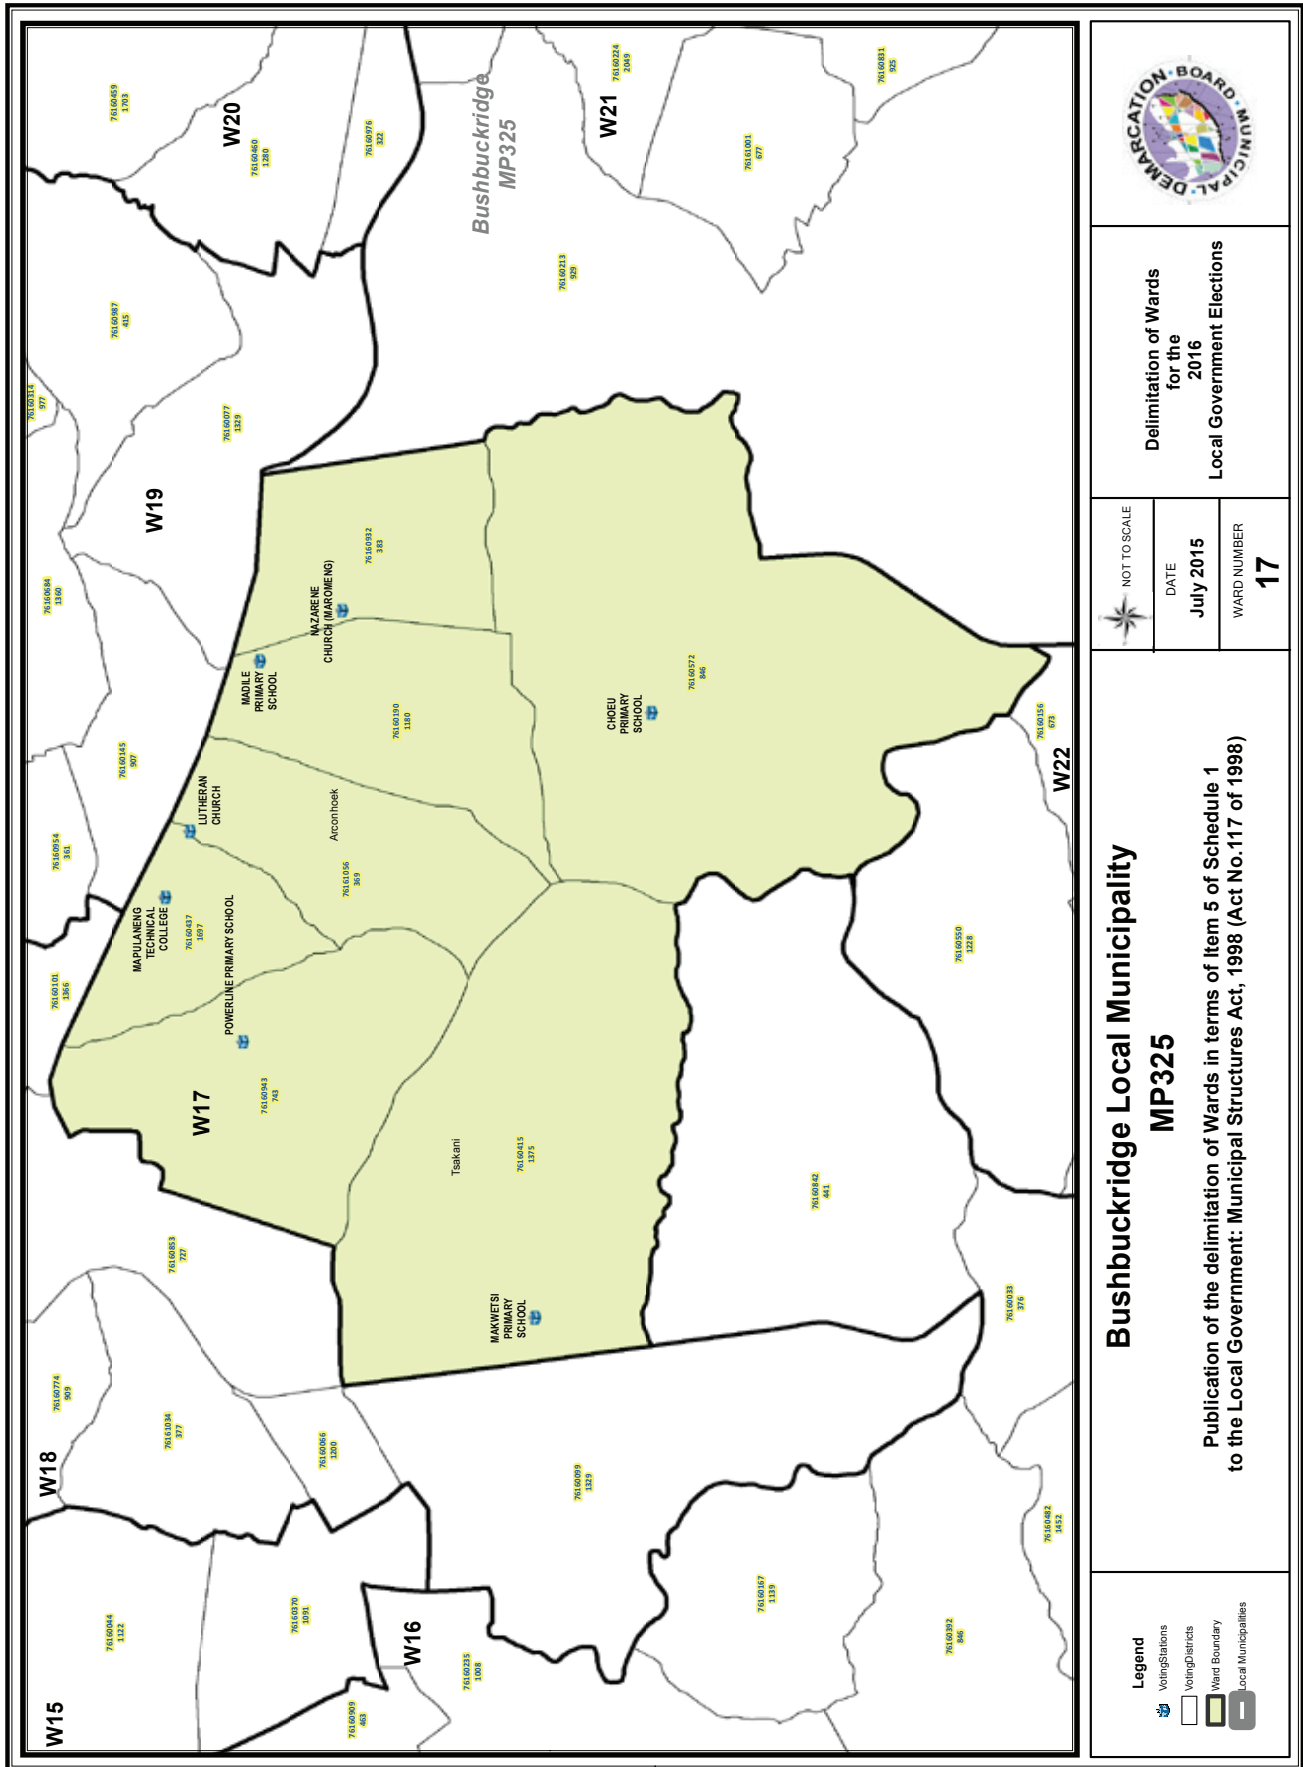 W15
W18
W19
W20
W21
W16
W17
W22
Bushbuckridge
MP325
76160044
1122
76160370
1091
76160909
463
76160235
1008
76160774
909
76161034
377
76160066
1200
76160853
727
76160099
1329
76160167
1139
76160392
846
76160482
1452
76160033
376
76160842
441
76160550
1228
76160156
673
76160101
1366
76160954
361
76160145
907
76160684
1360
76160314
977
76160077
1329
76160987
415
76160459
1703
76160460
1280
76160976
322
76160213
929
76160224
2049
76161001
677
76160831
925
MAKWETSI
PRIMARY
SCHOOL
Tsakani
76160415
1375
76160943
743
POWERLINE PRIMARY SCHOOL
MAPULANENG
TECHNICAL
COLLEGE
76160437
1697
LUTHERAN
CHURCH
Arconhoek
76161056
369
MADILE
PRIMARY
SCHOOL
76160190
1180
NAZARENE
CHURCH (MAROMENG)
76160932
383
CHOEU
PRIMARY
SCHOOL
76160572
846
Legend
VotingStations
VotingDistricts
Ward Boundary
Local Municipalities
Bushbuckridge Local Municipality
MP325
Publication of the delimitation of Wards in terms of Item 5 of Schedule 1
to the Local Government: Municipal Structures Act, 1998 (Act No.117 of 1998)
NOT TO SCALE
DATE
July 2015
WARD NUMBER
17
Delimitation of Wards
for the
2016
Local Government Elections
MUNICIPAL · DEMARCATION · BOARD